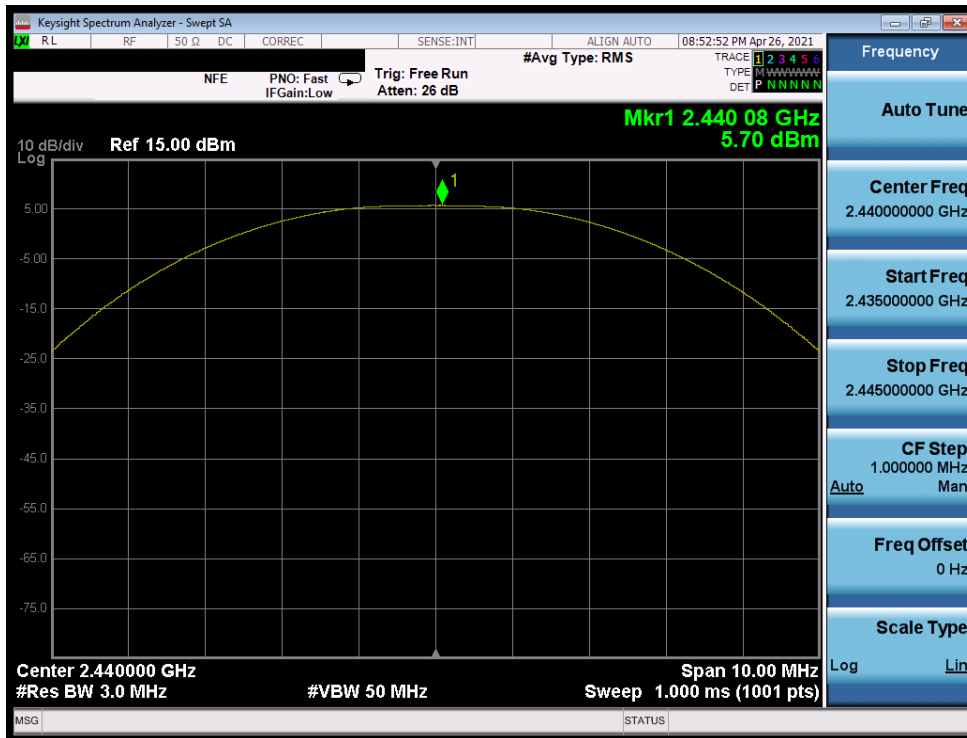 Keysight Spectrum Analyzer - Swept SA
LXI RL RF 50 Ω DC CORREC SENSE:INT ALIGN AUTO 08:52:52 PM Apr 26, 2021
NFE
PNO: Fast
IFGain:Low
Trig: Free Run
Atten: 26 dB
#Avg Type: RMS
TRACE 1 2 3 4 5 6
TYPE M WWWWW
DET P N N N N N
Mkr1 2.440 08 GHz
5.70 dBm
10 dB/div Ref 15.00 dBm
Log
1
5.00
-5.00
-15.0
-25.0
-35.0
-45.0
-55.0
-65.0
-75.0
Center 2.440000 GHz Span 10.00 MHz
#Res BW 3.0 MHz #VBW 50 MHz Sweep 1.000 ms (1001 pts)
MSG STATUS
Frequency
Auto Tune
Center Freq
2.440000000 GHz
Start Freq
2.435000000 GHz
Stop Freq
2.445000000 GHz
CF Step
1.000000 MHz
Auto Man
Freq Offset
0 Hz
Scale Type
Log Lin